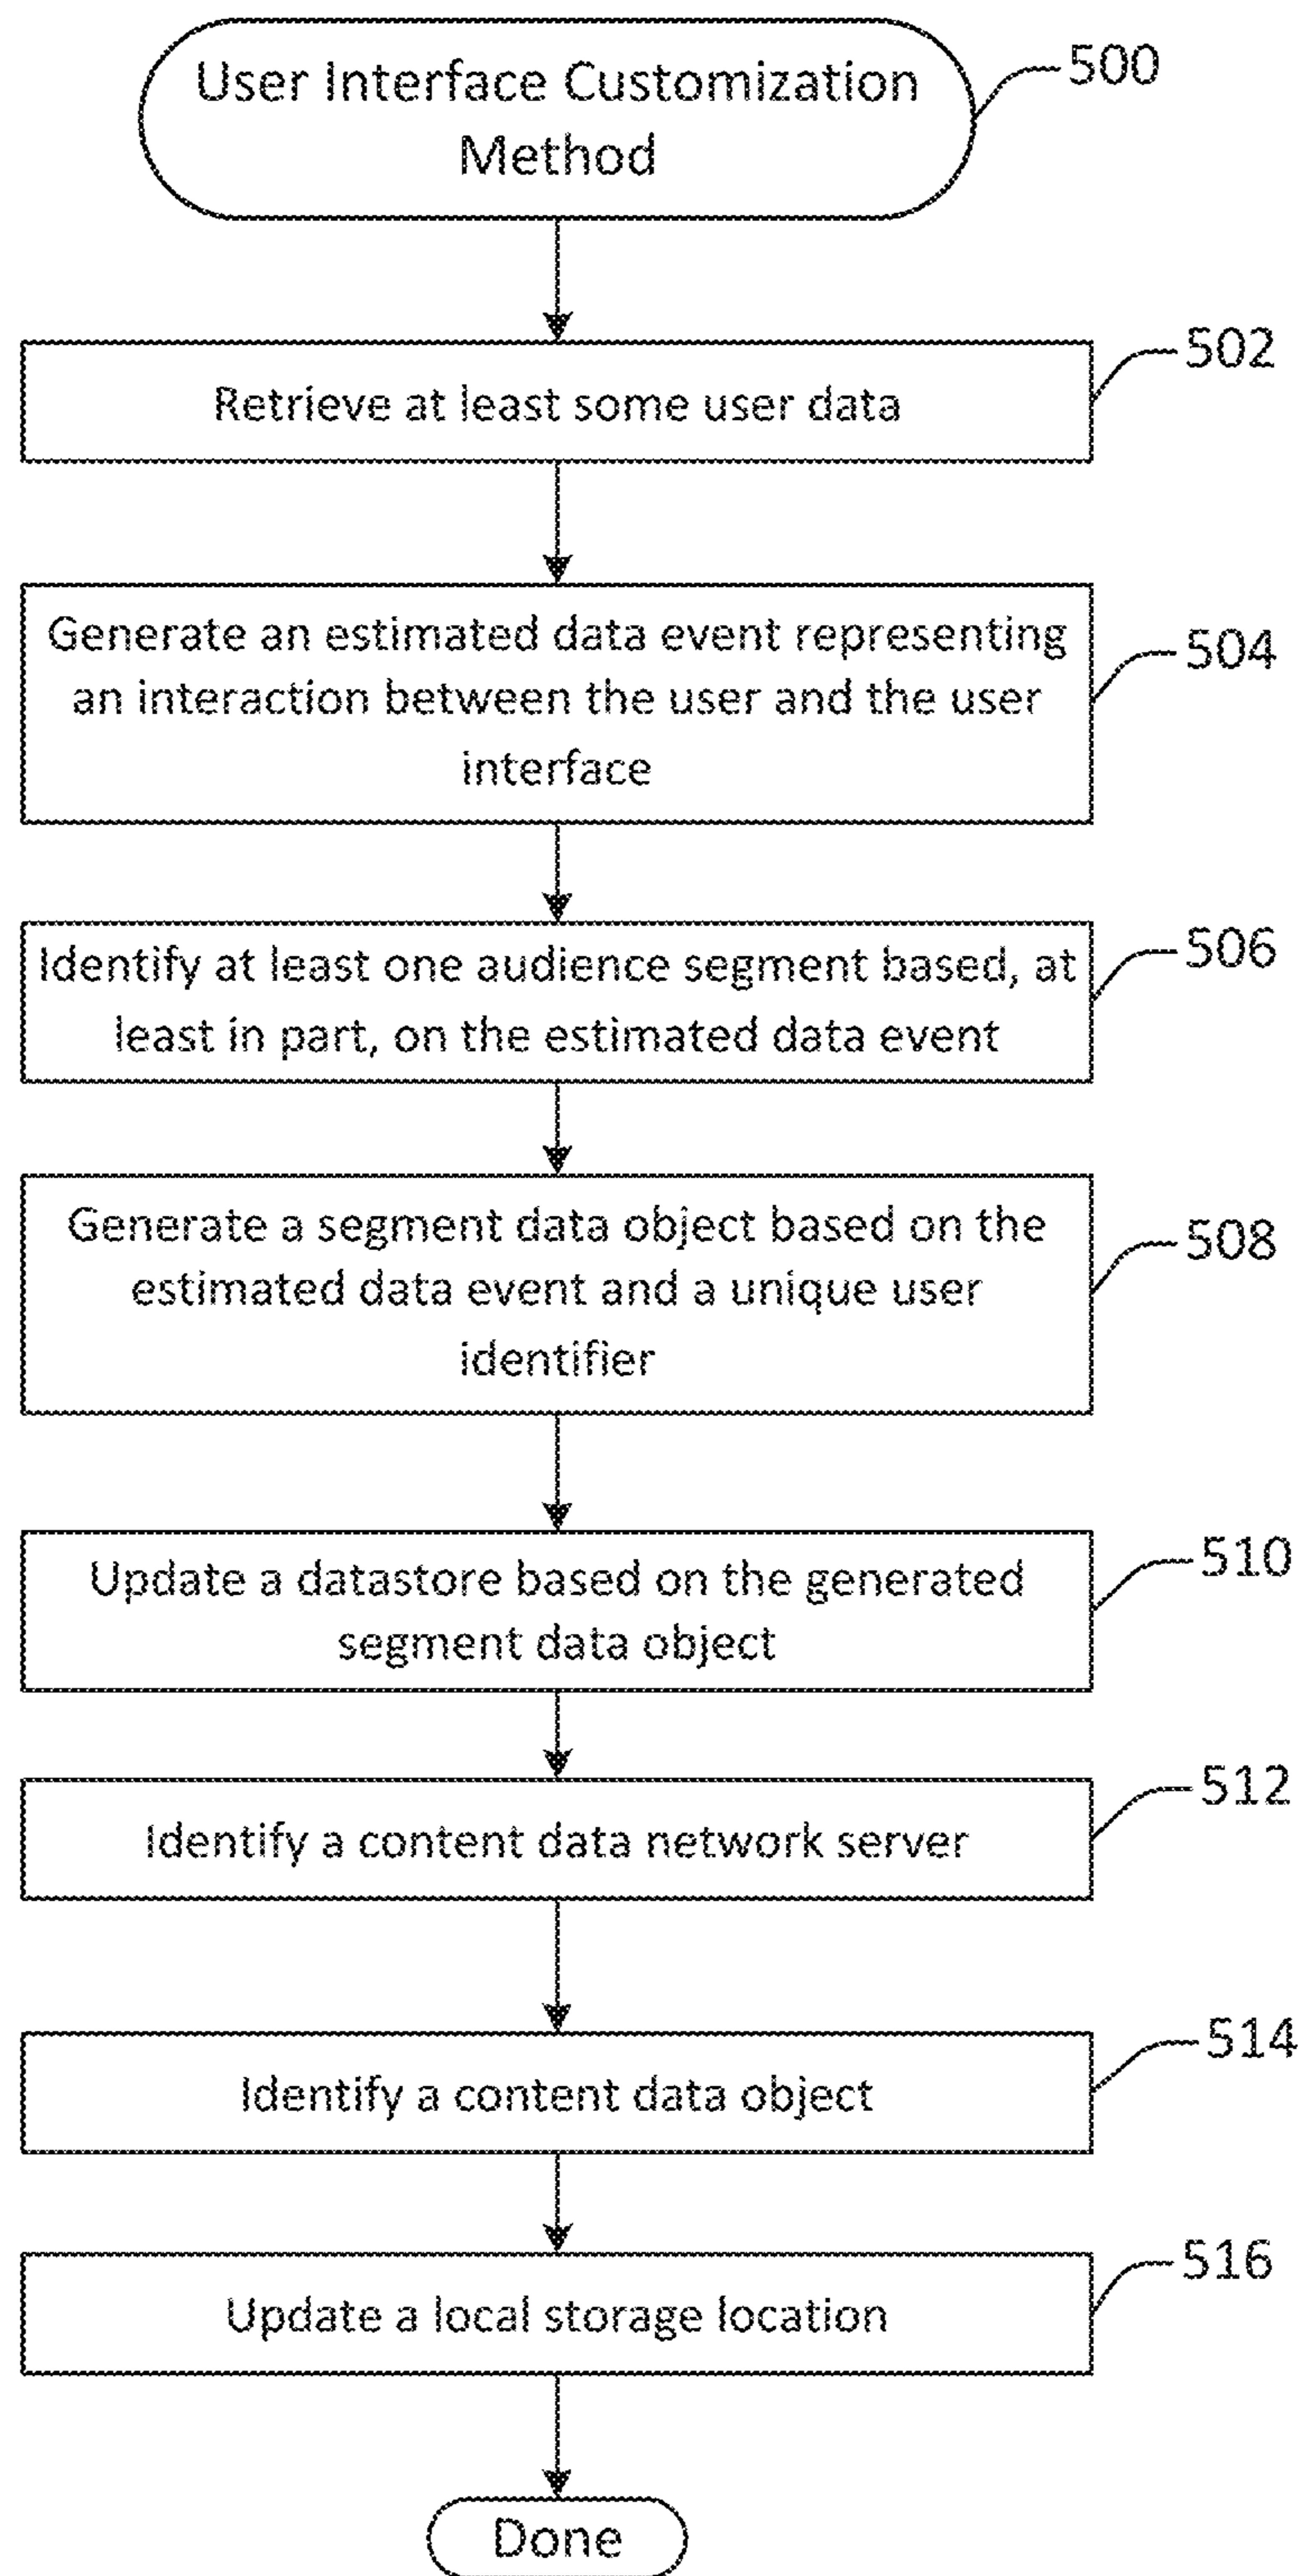 User Interface Customization
Method
500
Retrieve at least some user data
502
Generate an estimated data event representing
an interaction between the user and the user
interface
504
Identify at least one audience segment based, at
least in part, on the estimated data event
506
Generate a segment data object based on the
estimated data event and a unique user
identifier
508
Update a datastore based on the generated
segment data object
510
Identify a content data network server
512
Identify a content data object
514
Update a local storage location
516
Done